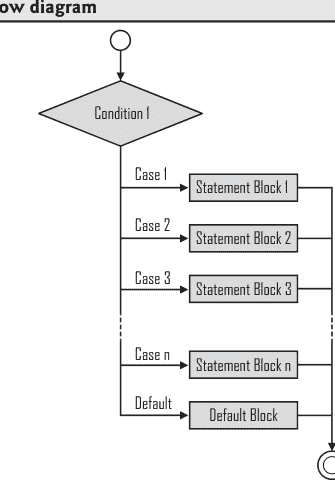 ow diagram
Condition 1
Case 1
Statement Block 1
Case 2
Statement Block 2
Case 3
Statement Block 3
Case n
Statement Block n
Default
Default Block